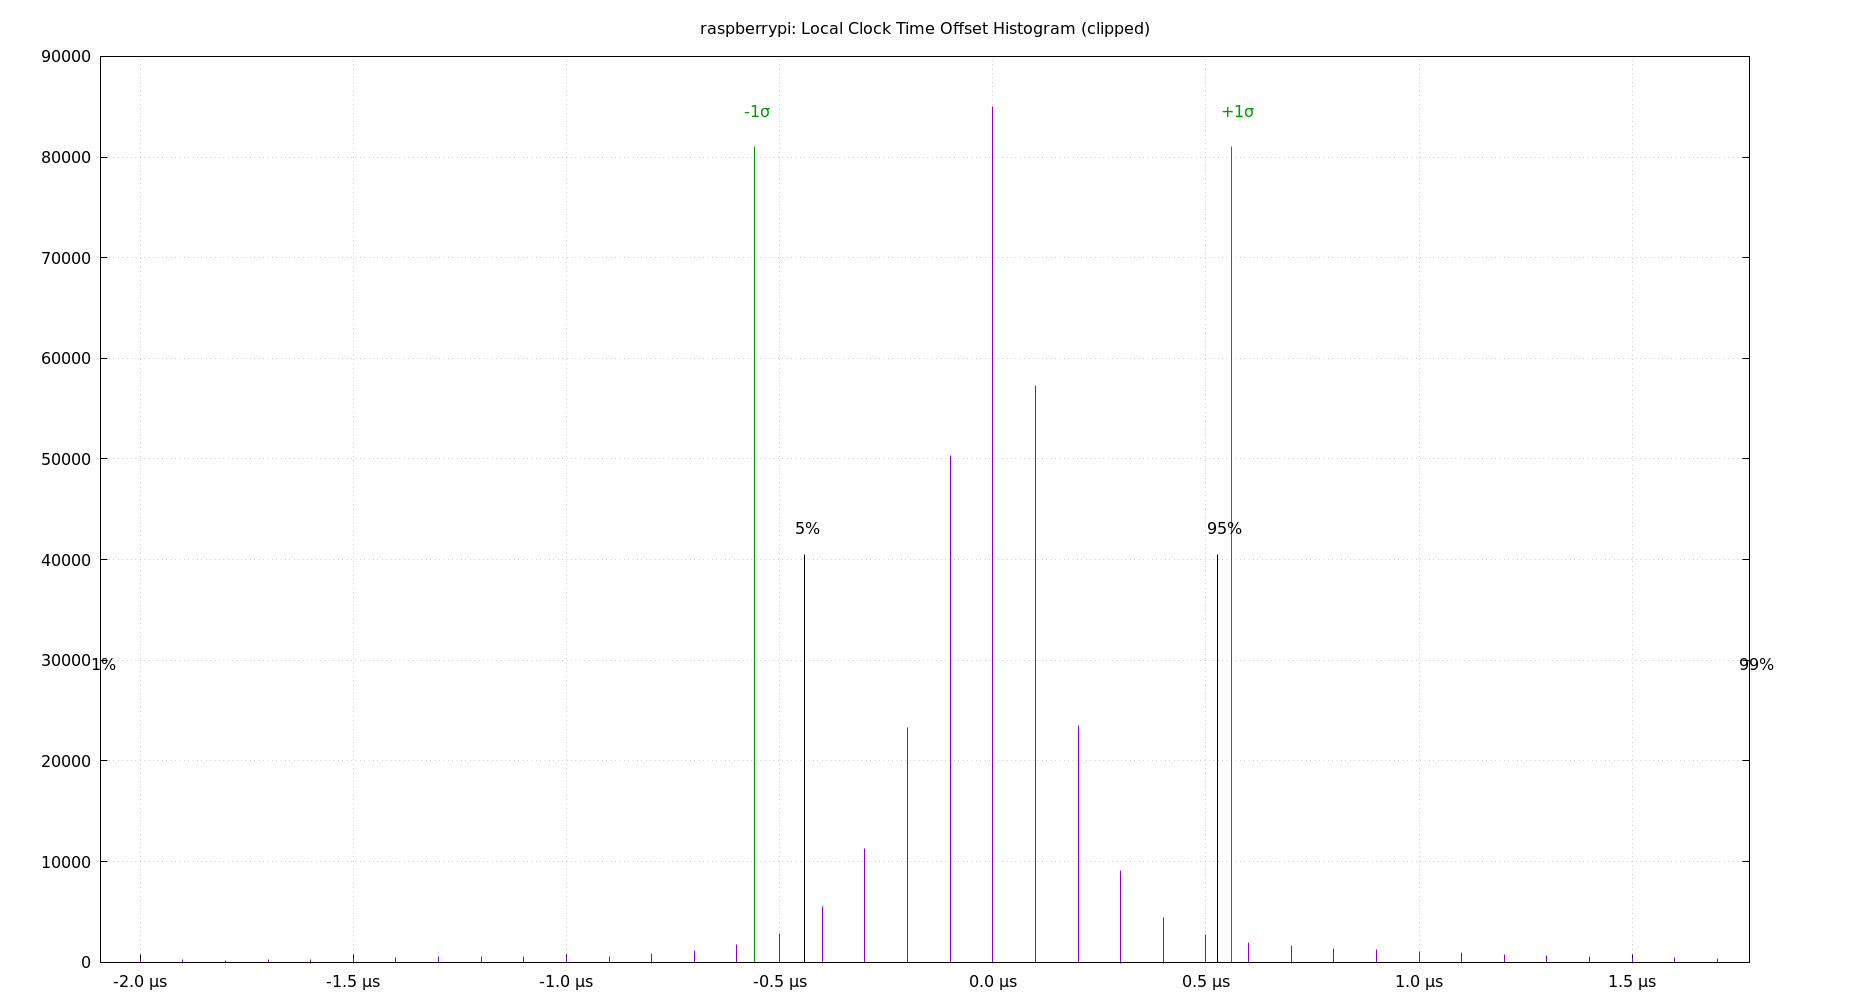 raspberrypi: Local Clock Time Offset Histogram (clipped)
90000
-1σ
+1σ
80000
70000
60000
50000
5%
95%
40000
30000
1%
99%
20000
10000
0
-2.0 µs
-1.5 µs
-1.0 µs
-0.5 µs
0.0 µs
0.5 µs
1.0 µs
1.5 µs